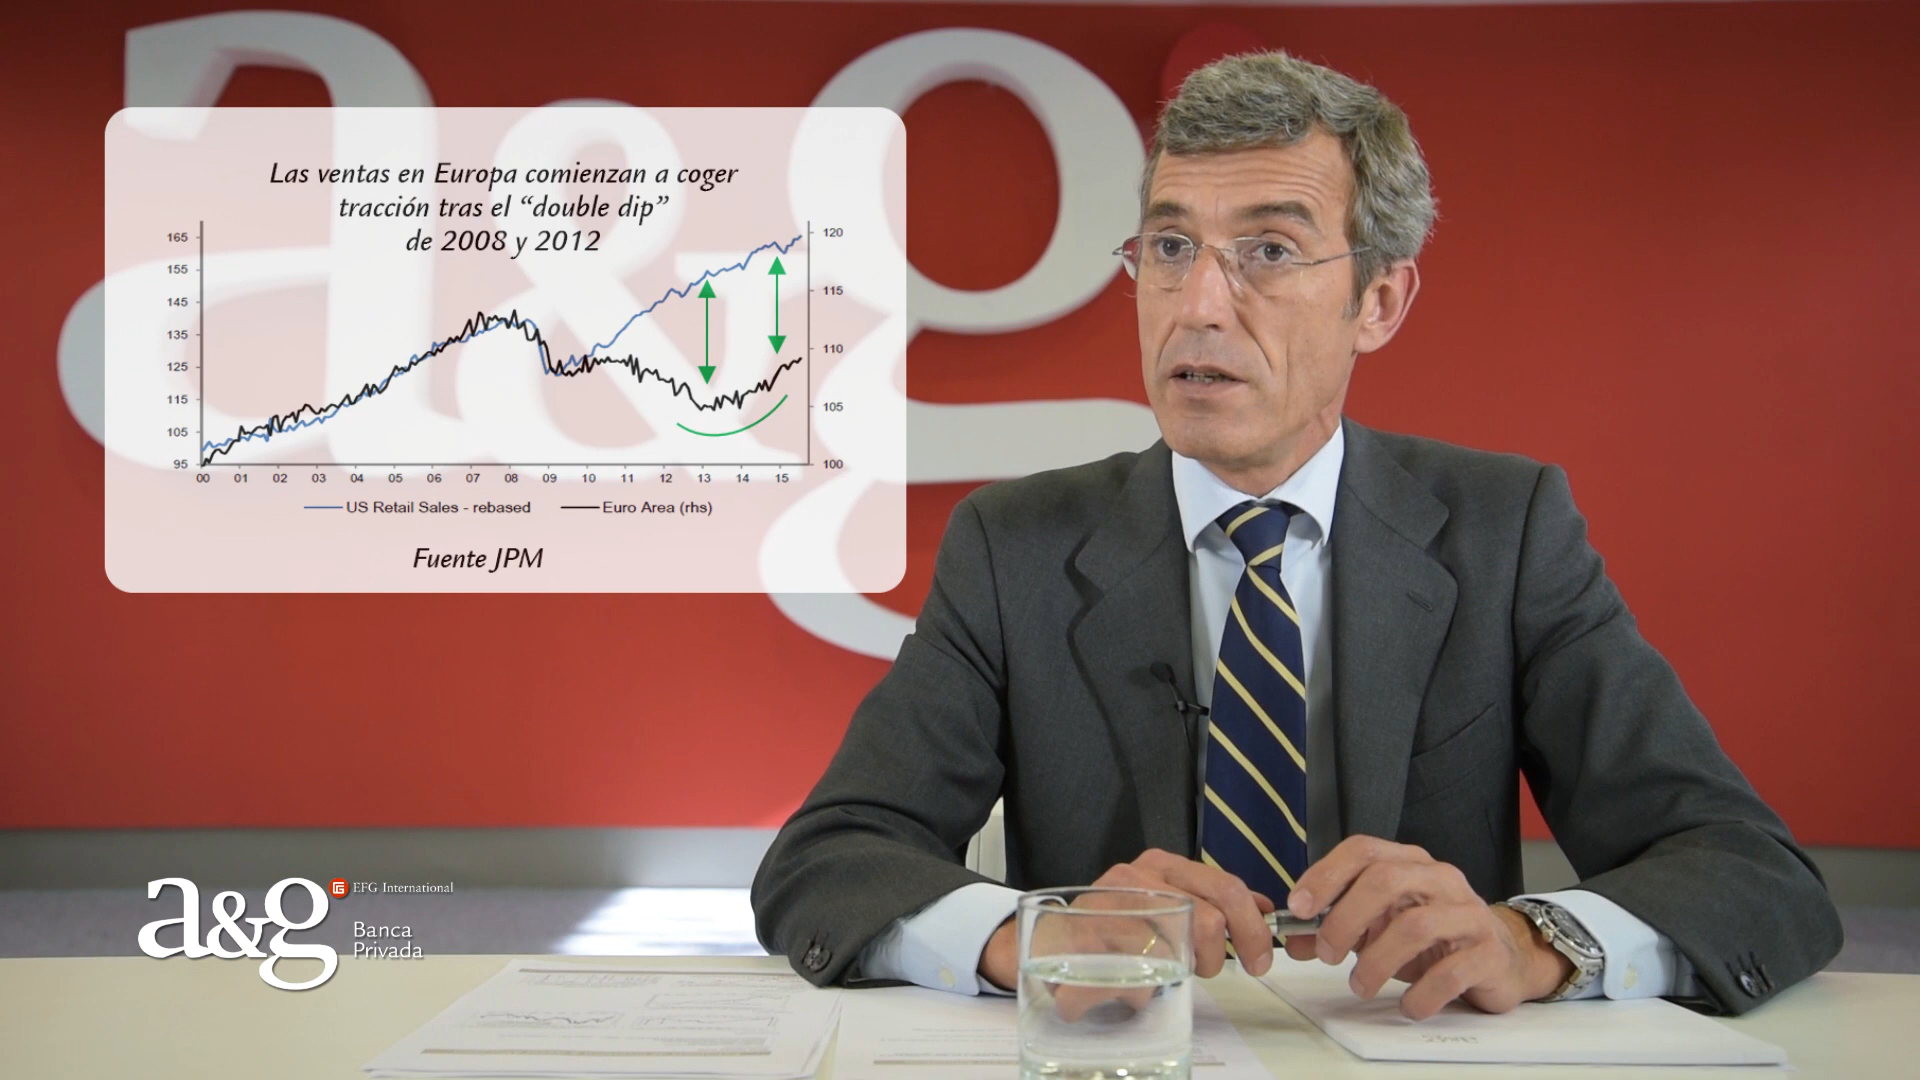 a&g
Las ventas en Europa comienzan a coger
tracción tras el “double dip”
de 2008 y 2012
165
155
145
135
125
115
105
95
120
115
110
105
100
00 01 02 03 04 05 06 07 08 09 10 11 12 13 14 15
US Retail Sales - rebased Euro Area (rhs)
Fuente JPM
a&g EFG International
Banca
Privada